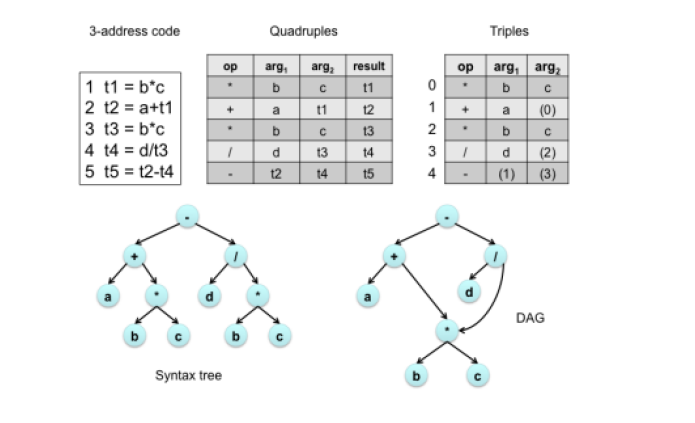 3-address code
Quadruples
Triples
1 t1 = b*c
2 t2 = a+t1
3 t3 = b*c
4 t4 = d/t3
5 t5 = t2-t4
op arg1 arg2 result
* b c t1
+ a t1 t2
* b c t3
/ d t3 t4
- t2 t4 t5
op arg1 arg2
0 * b c
1 + a (0)
2 * b c
3 / d (2)
4 - (1) (3)
-
+ /
a * d *
b c b c
Syntax tree
-
+ /
a d
*
b c
DAG